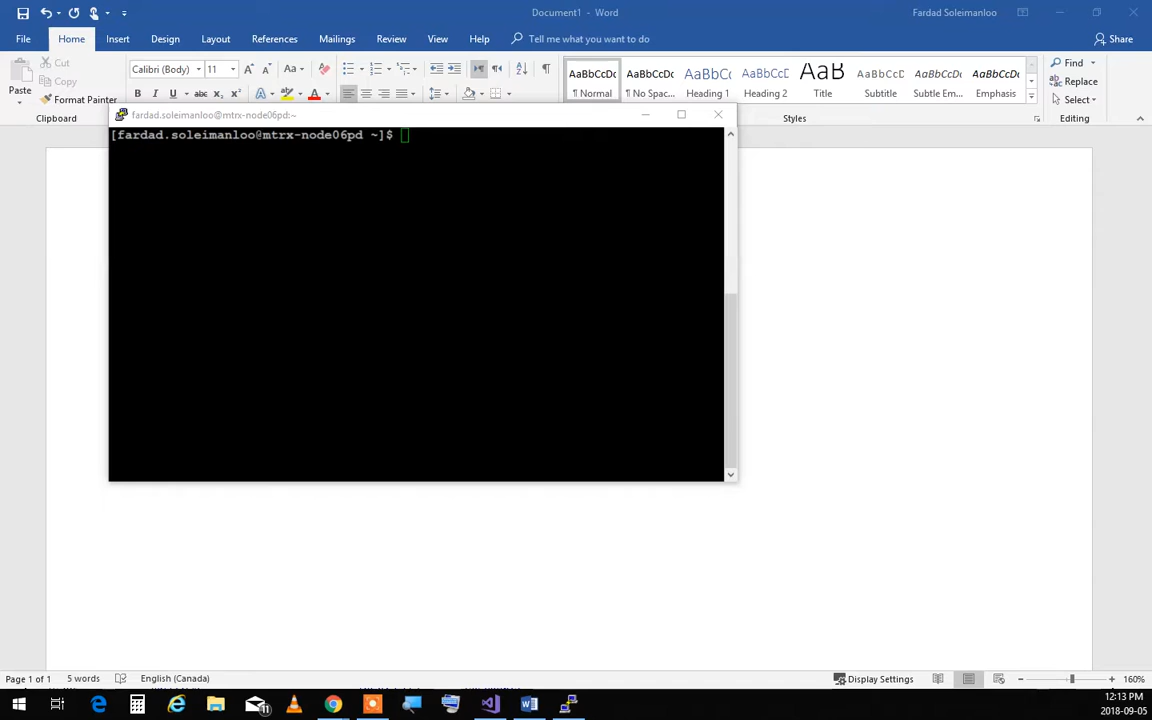 Document1 - Word
Fardad Soleimanloo
File Home Insert Design Layout References Mailings Review View Help Tell me what you want to do Share
Paste
Cut
Copy
Format Painter
Clipboard
Calibri (Body) 11
AaBbCcDc AaBbCcDc AaBbC( AaBbCcD AaB AaBbCcD AaBbCcDc AaBbCcDc
¶ Normal ¶ No Spac... Heading 1 Heading 2 Title Subtitle Subtle Em... Emphasis
Styles
Find
Replace
Select
Editing
fardad.soleimanloo@mtrx-node06pd:~
[fardad.soleimanloo@mtrx-node06pd ~]$
Page 1 of 1 5 words English (Canada) Display Settings 160%
11
12:13 PM
2018-09-05